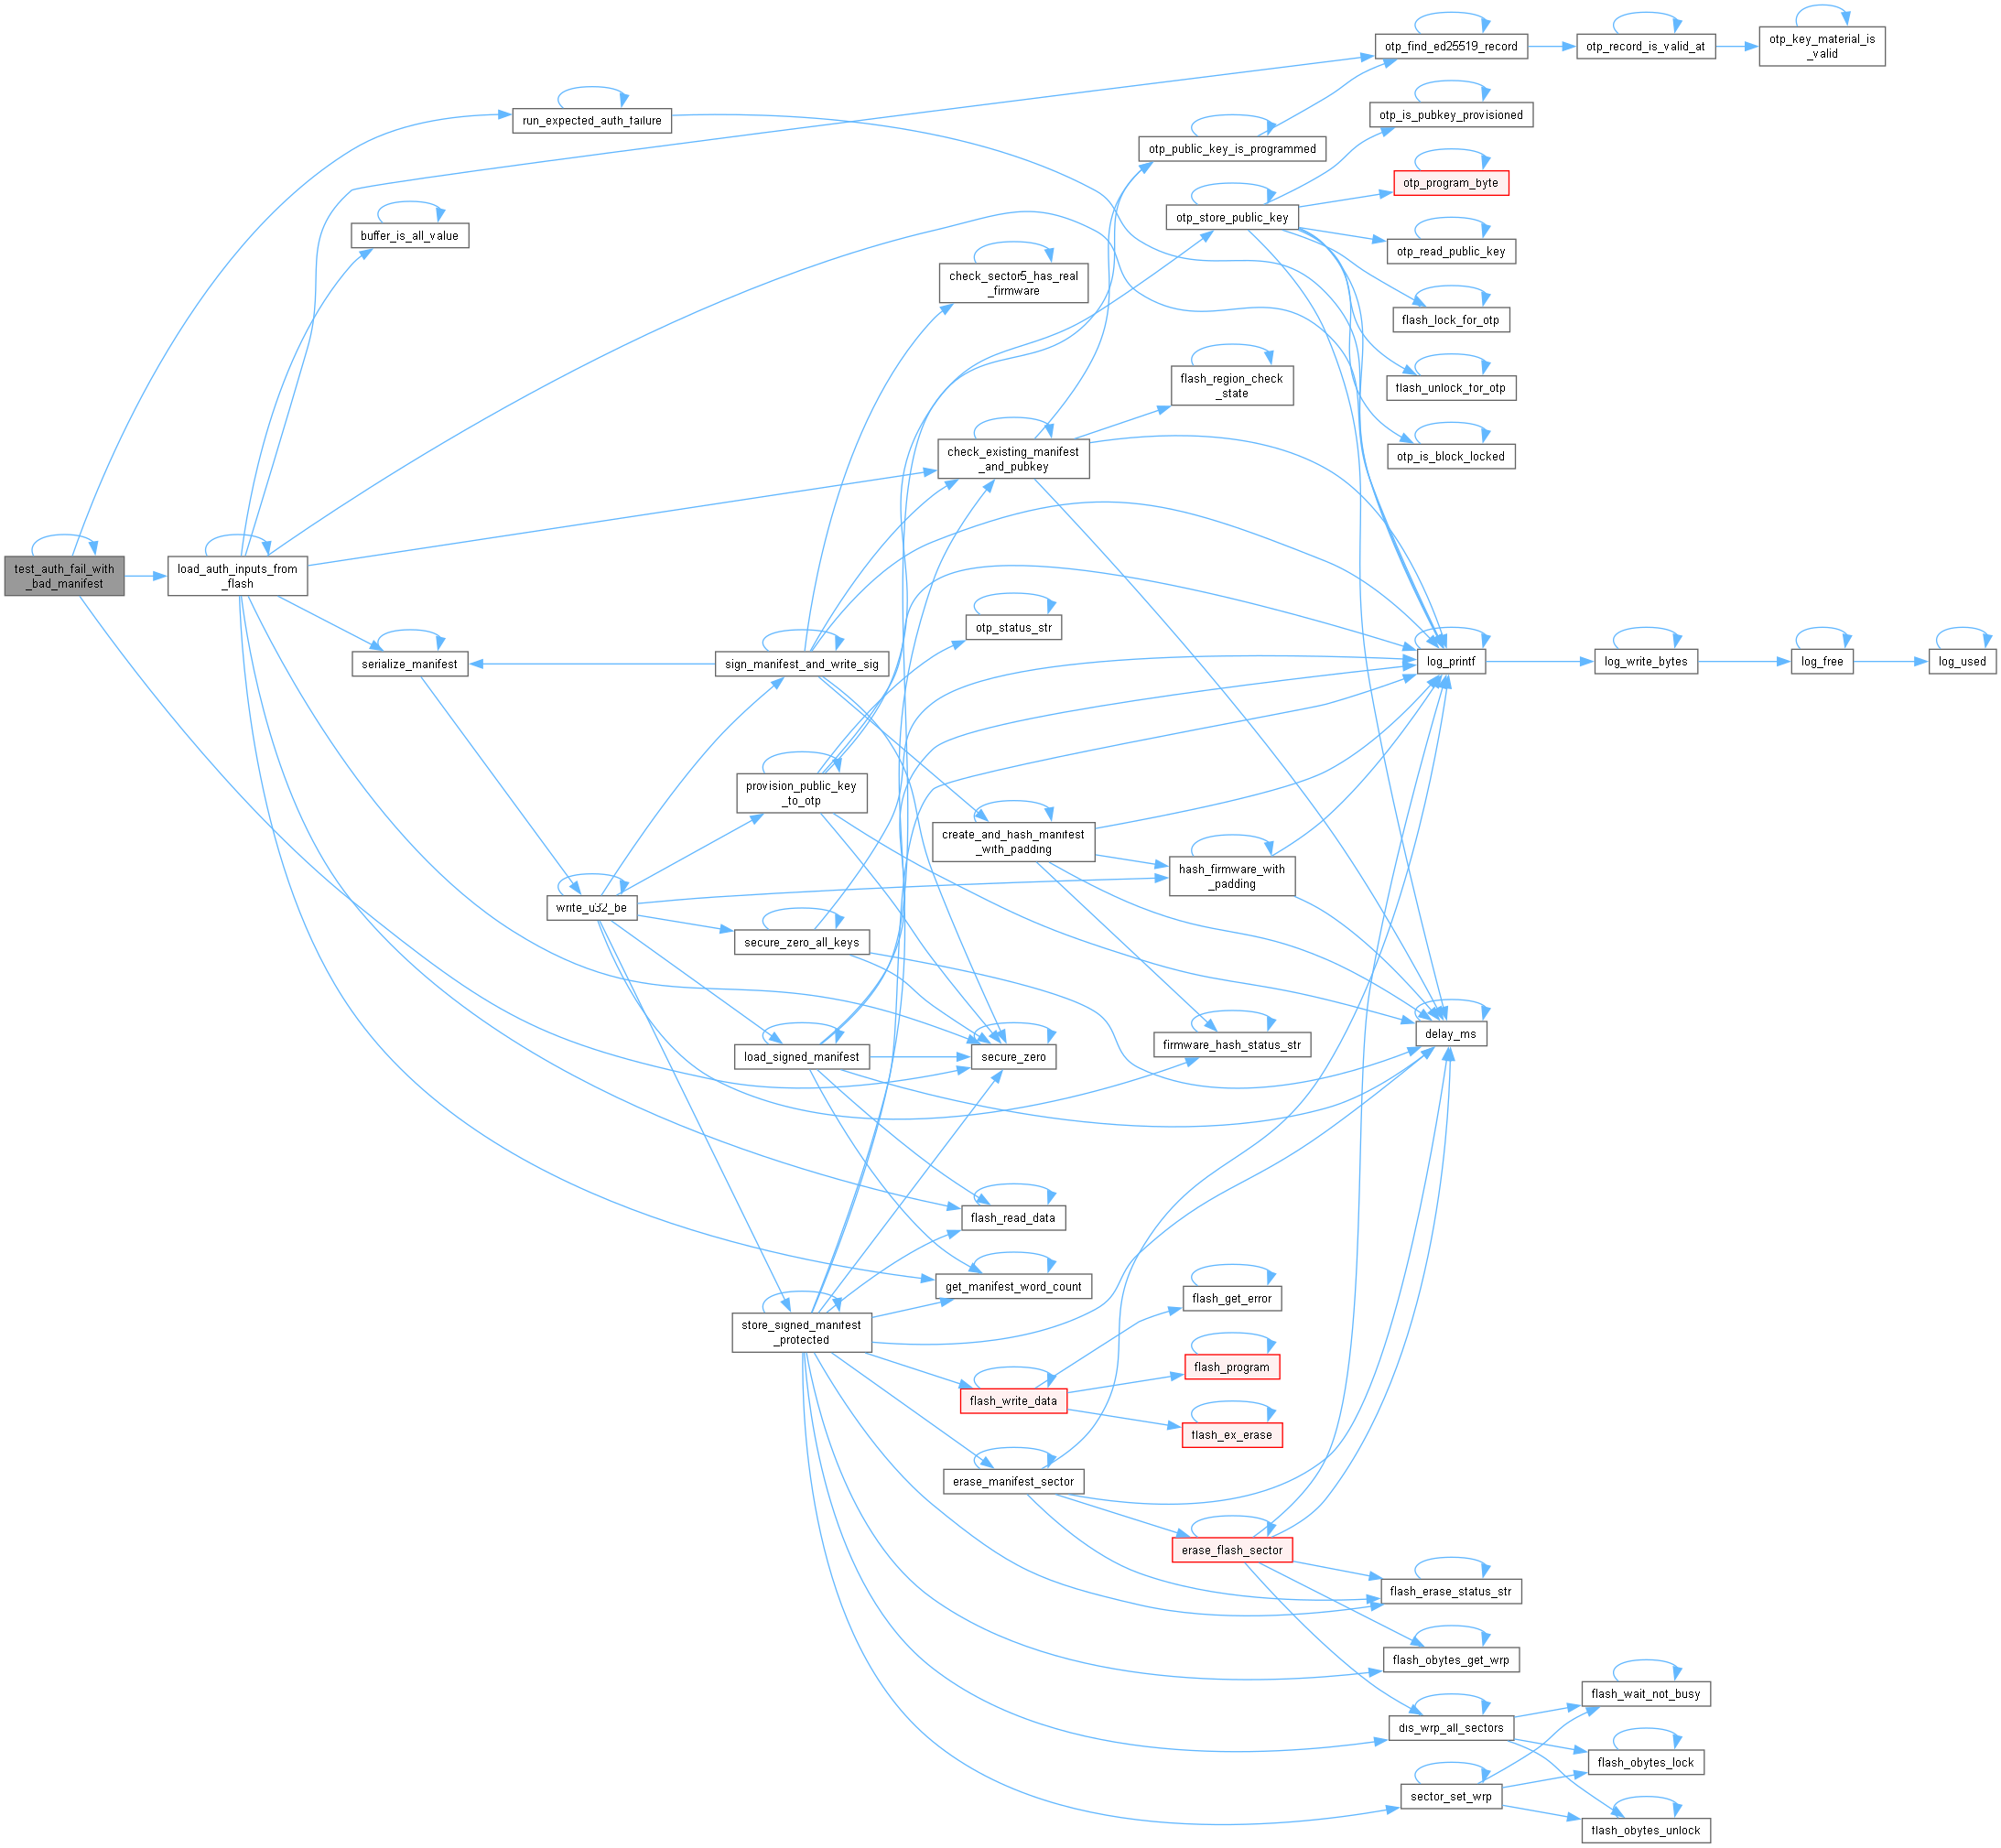 otp_find_ed25519_record
otp_record_is_valid_at
otp_key_material_is
_valid
run_expected_auth_failure
otp_is_pubkey_provisioned
otp_public_key_is_programmed
otp_program_byte
otp_store_public_key
buffer_is_all_value
otp_read_public_key
check_sector5_has_real
_firmware
flash_lock_for_otp
flash_region_check
_state
flash_unlock_for_otp
check_existing_manifest
_and_pubkey
otp_is_block_locked
test_auth_fail_with
_bad_manifest
load_auth_inputs_from
_flash
otp_status_str
serialize_manifest
sign_manifest_and_write_sig
log_printf
log_write_bytes
log_free
log_used
provision_public_key
_to_otp
create_and_hash_manifest
_with_padding
hash_firmware_with
_padding
write_u32_be
secure_zero_all_keys
delay_ms
load_signed_manifest
secure_zero
firmware_hash_status_str
flash_read_data
get_manifest_word_count
flash_get_error
store_signed_manifest
_protected
flash_program
flash_write_data
flash_ex_erase
erase_manifest_sector
erase_flash_sector
flash_erase_status_str
flash_obytes_get_wrp
flash_wait_not_busy
dis_wrp_all_sectors
flash_obytes_lock
sector_set_wrp
flash_obytes_unlock